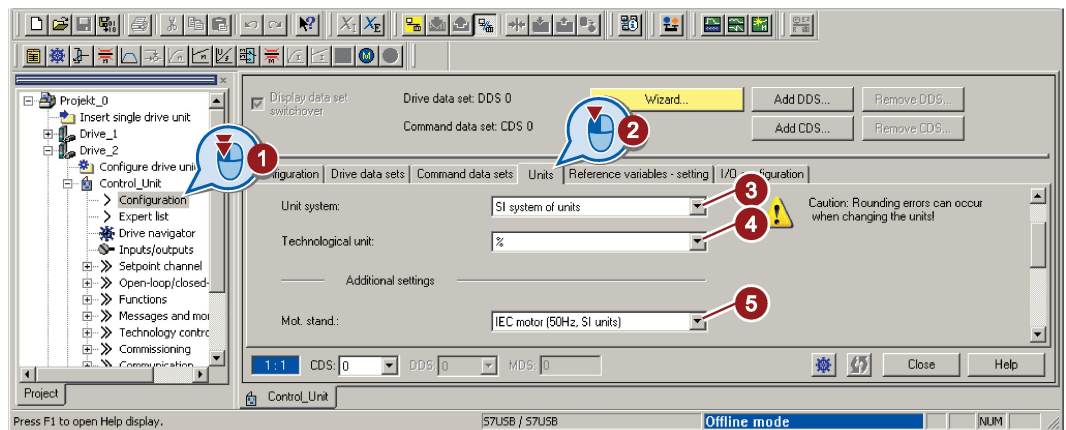 Projekt_0
Insert single drive unit
Drive_1
Drive_2
Configure drive uni
Control_Unit
Configuration
Expert list
Drive navigator
Inputs/outputs
Setpoint channel
Open-loop/closed-
Functions
Messages and mo
Technology contro
Commissioning
Communication
Project
1
Display data set switchover
Drive data set: DDS 0
Command data set: CDS 0
Wizard...
Add DDS...
Remove DDS...
Add CDS...
Remove CDS...
2
figuration
Drive data sets
Command data sets
Units
Reference variables - setting
I/O figuration
Unit system:
SI system of units
3
Caution: Rounding errors can occur
when changing the units!
Technological unit:
%
4
Additional settings
Mot. stand.:
IEC motor (50Hz, SI units)
5
1:1
CDS: 0
DDS: 0
MDS: 0
Close
Help
Control_Unit
Press F1 to open Help display.
S7USB / S7USB
Offline mode
NUM